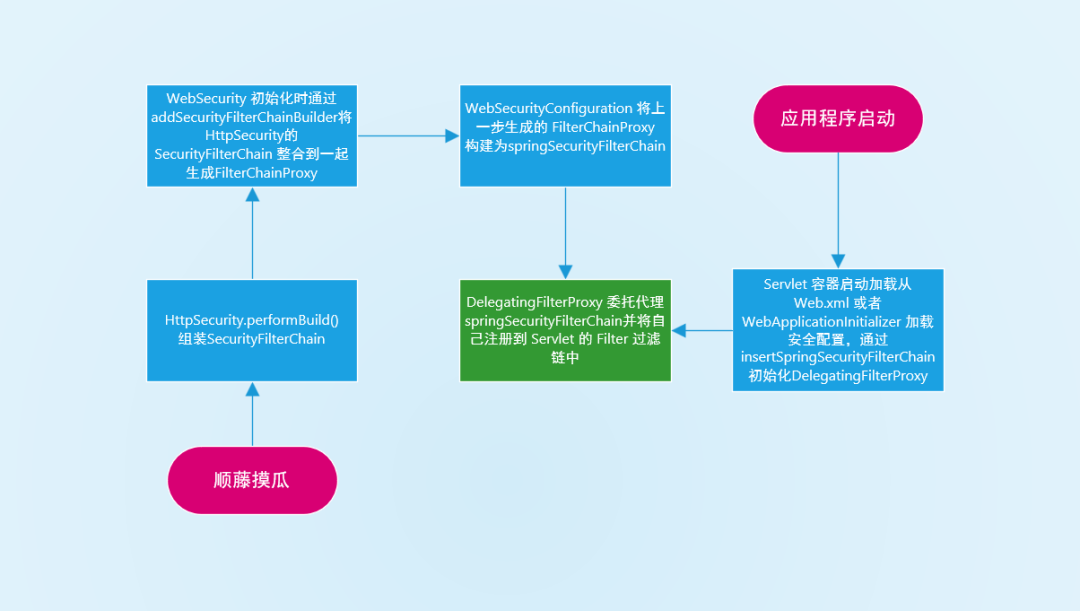 WebSecurity 初始化时通过
addSecurityFilterChainBuilder将
HttpSecurity的
SecurityFilterChain 整合到一起
生成FilterChainProxy
WebSecurityConfiguration 将上
一步生成的 FilterChainProxy
构建为springSecurityFilterChain
应用程序启动
HttpSecurity.performBuild()
组装SecurityFilterChain
DelegatingFilterProxy 委托代理
springSecurityFilterChain并将自
己注册到 Servlet 的 Filter 过滤
链中
Servlet 容器启动加载从
Web.xml 或者
WebApplicationInitializer 加载
安全配置，通过
insertSpringSecurityFilterChain
初始化DelegatingFilterProxy
顺藤摸瓜